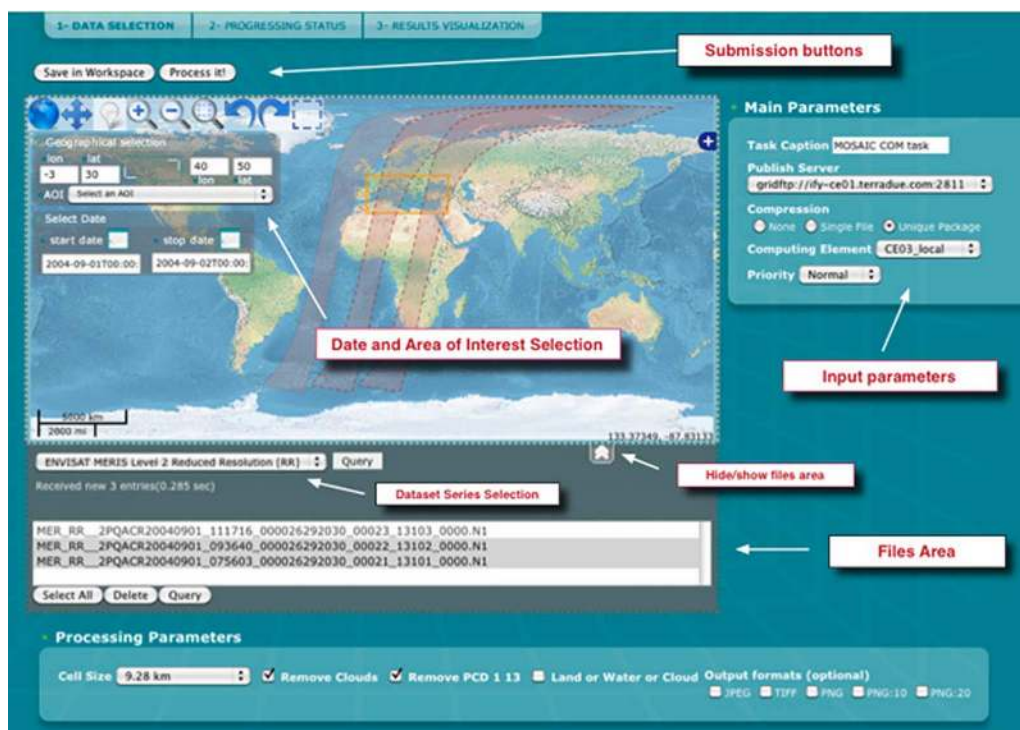 1- DATA SELECTION 2- PROGRESSING STATUS 3- RESULTS VISUALIZATION
Submission buttons
Save in Workspace Process it!
Main Parameters
Geographical selection
lon lat
-3 30 40 50
lon lat
AOI Select an AOI
Select Date
start date stop date
2004-09-01T00:00: 2004-09-02T00:00:
Task Caption MOSAIC COM task
Publish Server
gridftp://ify-ce01.terradue.com:2811
Compression
None Single File Unique Package
Computing Element CE03_local
Priority Normal
Date and Area of Interest Selection
Input parameters
5000 km
2000 mi
133.37349, -87.83133
ENVISAT MERIS Level 2 Reduced Resolution (RR) Query
Hide/show files area
Received new 3 entries(0.285 sec)
Dataset Series Selection
MER_RR__2PQACR20040901_111716_000026292030_00023_13103_0000.N1
MER_RR__2PQACR20040901_093640_000026292030_00022_13102_0000.N1
MER_RR__2PQACR20040901_075603_000026292030_00021_13101_0000.N1
Files Area
Select All Delete Query
Processing Parameters
Cell Size 9.28 km Remove Clouds Remove PCD 1 13 Land or Water or Cloud Output formats (optional)
JPEG TIFF PNG PNG:10 PNG:20